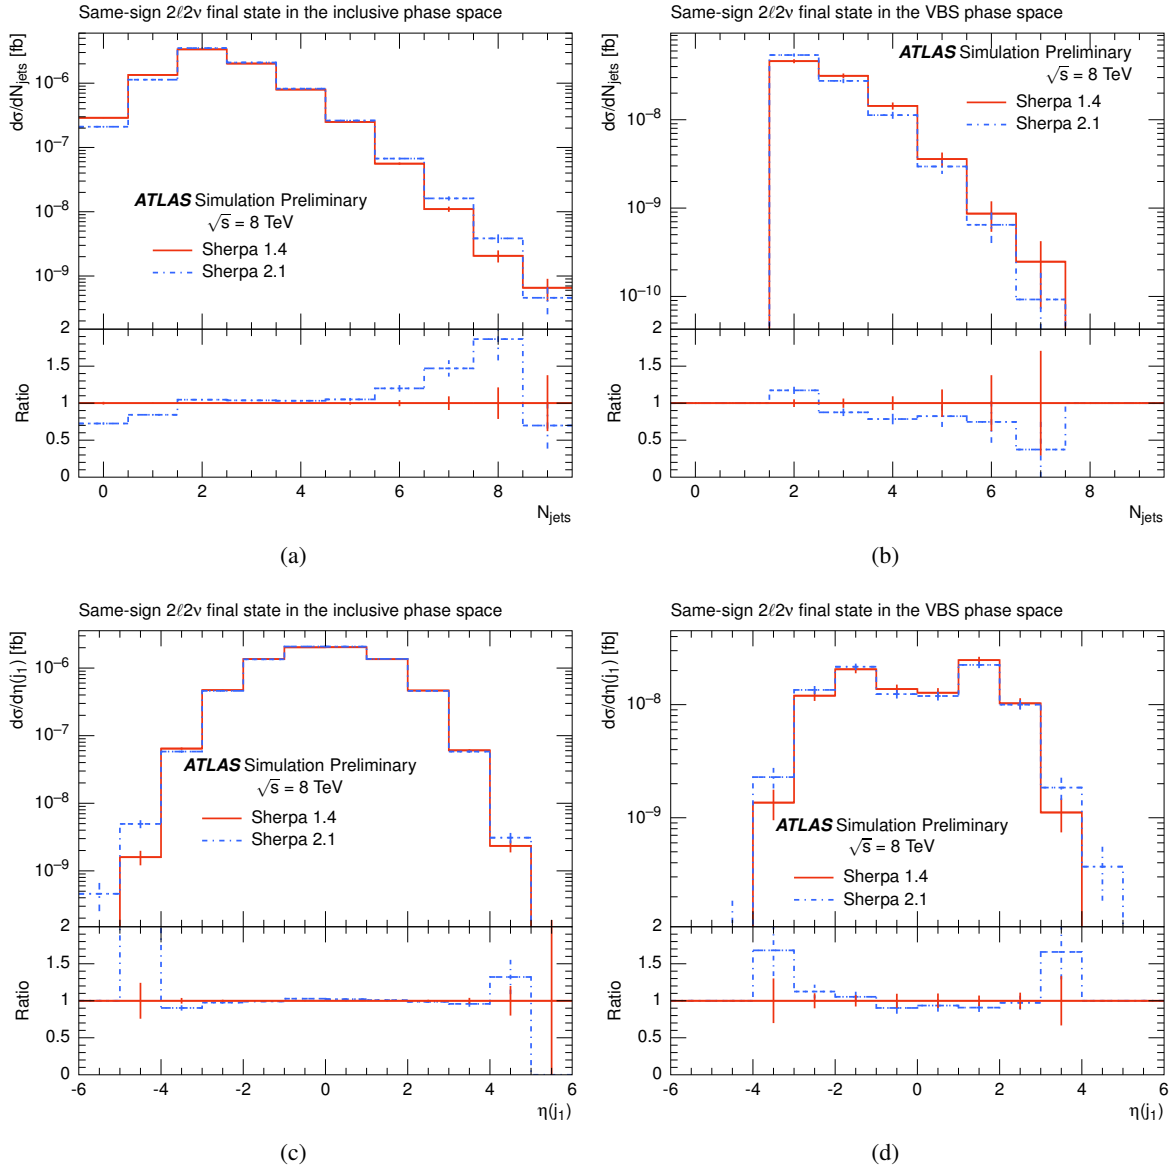 Same-sign 2ℓ2ν final state in the inclusive phase space
dσ/dN_jets [fb]
10⁻⁶
10⁻⁷
10⁻⁸
10⁻⁹
ATLAS Simulation Preliminary
√s = 8 TeV
Sherpa 1.4
Sherpa 2.1
Ratio
2
1.5
1
0.5
0
0 2 4 6 8
N_jets
(a)
Same-sign 2ℓ2ν final state in the VBS phase space
dσ/dN_jets [fb]
10⁻⁸
10⁻⁹
10⁻¹⁰
ATLAS Simulation Preliminary
√s = 8 TeV
Sherpa 1.4
Sherpa 2.1
Ratio
2
1.5
1
0.5
0
0 2 4 6 8
N_jets
(b)
Same-sign 2ℓ2ν final state in the inclusive phase space
dσ/dη(j₁) [fb]
10⁻⁶
10⁻⁷
10⁻⁸
10⁻⁹
ATLAS Simulation Preliminary
√s = 8 TeV
Sherpa 1.4
Sherpa 2.1
Ratio
2
1.5
1
0.5
0
-6 -4 -2 0 2 4 6
η(j₁)
(c)
Same-sign 2ℓ2ν final state in the VBS phase space
dσ/dη(j₁) [fb]
10⁻⁸
10⁻⁹
ATLAS Simulation Preliminary
√s = 8 TeV
Sherpa 1.4
Sherpa 2.1
Ratio
2
1.5
1
0.5
0
-6 -4 -2 0 2 4 6
η(j₁)
(d)